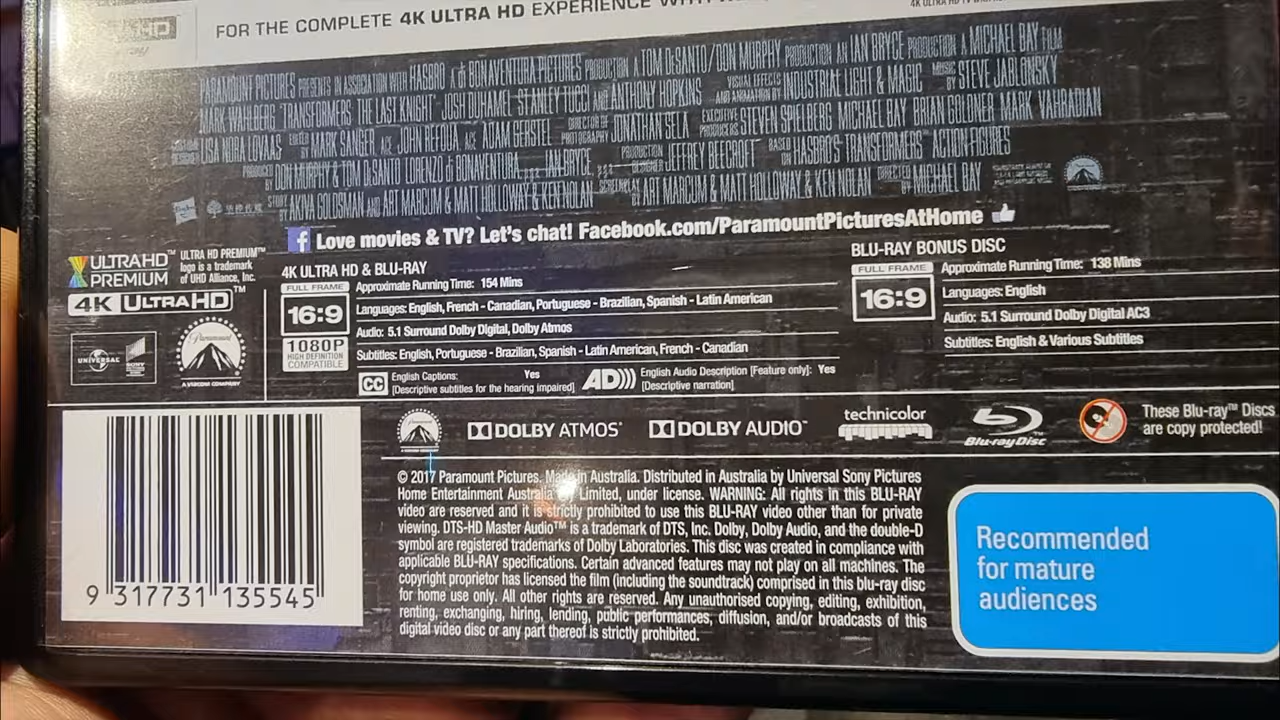 FOR THE COMPLETE 4K ULTRA HD EXPERIENCE
PARAMOUNT PICTURES PRESENTS IN ASSOCIATION WITH HASBRO A di BONAVENTURA PICTURES PRODUCTION A TOM DeSANTO/DON MURPHY PRODUCTION AN IAN BRYCE PRODUCTION A MICHAEL BAY FILM
MARK WAHLBERG "TRANSFORMERS: THE LAST KNIGHT" JOSH DUHAMEL STANLEY TUCCI AND ANTHONY HOPKINS VISUAL EFFECTS AND ANIMATION BY INDUSTRIAL LIGHT & MAGIC MUSIC BY STEVE JABLONSKY
LISA NORA LOVAAS EDITED BY MARK SANGER, ACE JOHN REFOUA, ACE ADAM GERSTEL DIRECTOR OF PHOTOGRAPHY JONATHAN SELA EXECUTIVE PRODUCERS STEVEN SPIELBERG MICHAEL BAY BRIAN GOLDNER MARK VAHRADIAN
PRODUCED BY DON MURPHY & TOM DeSANTO LORENZO di BONAVENTURA, IAN BRYCE, PRODUCTION DESIGNER JEFFREY BEECROFT BASED ON HASBRO'S TRANSFORMERS™ ACTION FIGURES
STORY BY AKIVA GOLDSMAN AND ART MARCUM & MATT HOLLOWAY & KEN NOLAN SCREENPLAY BY ART MARCUM & MATT HOLLOWAY & KEN NOLAN DIRECTED BY MICHAEL BAY
f Love movies & TV? Let's chat! Facebook.com/ParamountPicturesAtHome
ULTRAHD PREMIUM™
ULTRA HD PREMIUM™
logo is a trademark
of UHD Alliance, Inc.
4K ULTRA HD™
UNIVERSAL
SONY
Paramount
A VIACOM COMPANY
4K ULTRA HD & BLU-RAY
FULL FRAME
16:9
1080P
HIGH DEFINITION
COMPATIBLE
Approximate Running Time: 154 Mins
Languages: English, French - Canadian, Portuguese - Brazilian, Spanish - Latin American
Audio: 5.1 Surround Dolby Digital, Dolby Atmos
Subtitles: English, Portuguese - Brazilian, Spanish - Latin American, French - Canadian
CC English Captions: Yes
[Descriptive subtitles for the hearing impaired]
AD))) English Audio Description [Feature only]: Yes
[Descriptive narration]
BLU-RAY BONUS DISC
FULL FRAME
16:9
Approximate Running Time: 138 Mins
Languages: English
Audio: 5.1 Surround Dolby Digital AC3
Subtitles: English & Various Subtitles
Paramount
DOLBY ATMOS®
DOLBY AUDIO™
technicolor
Blu-ray Disc™
These Blu-ray™ Discs
are copy protected!
9 317731 135545
© 2017 Paramount Pictures. Made in Australia. Distributed in Australia by Universal Sony Pictures
Home Entertainment Australia Limited, under license. WARNING: All rights in this BLU-RAY
video are reserved and it is strictly prohibited to use this BLU-RAY video other than for private
viewing. DTS-HD Master Audio™ is a trademark of DTS, Inc. Dolby, Dolby Audio, and the double-D
symbol are registered trademarks of Dolby Laboratories. This disc was created in compliance with
applicable BLU-RAY specifications. Certain advanced features may not play on all machines. The
copyright proprietor has licensed the film (including the soundtrack) comprised in this blu-ray disc
for home use only. All other rights are reserved. Any unauthorised copying, editing, exhibition,
renting, exchanging, hiring, lending, public performances, diffusion, and/or broadcasts of this
digital video disc or any part thereof is strictly prohibited.
Recommended
for mature
audiences